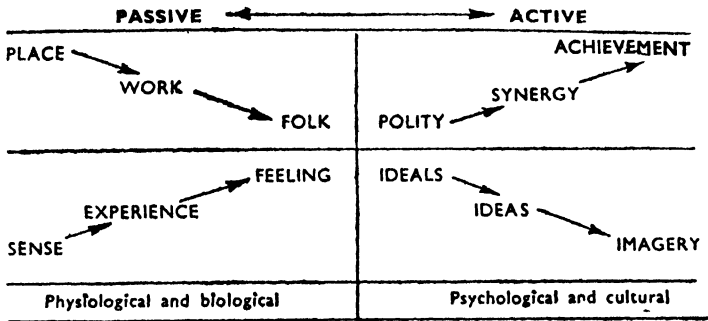 PASSIVE ACTIVE
PLACE ACHIEVEMENT
WORK SYNERGY
FOLK POLITY
FEELING IDEALS
EXPERIENCE IDEAS
SENSE IMAGERY
Physiological and biological Psychological and cultural